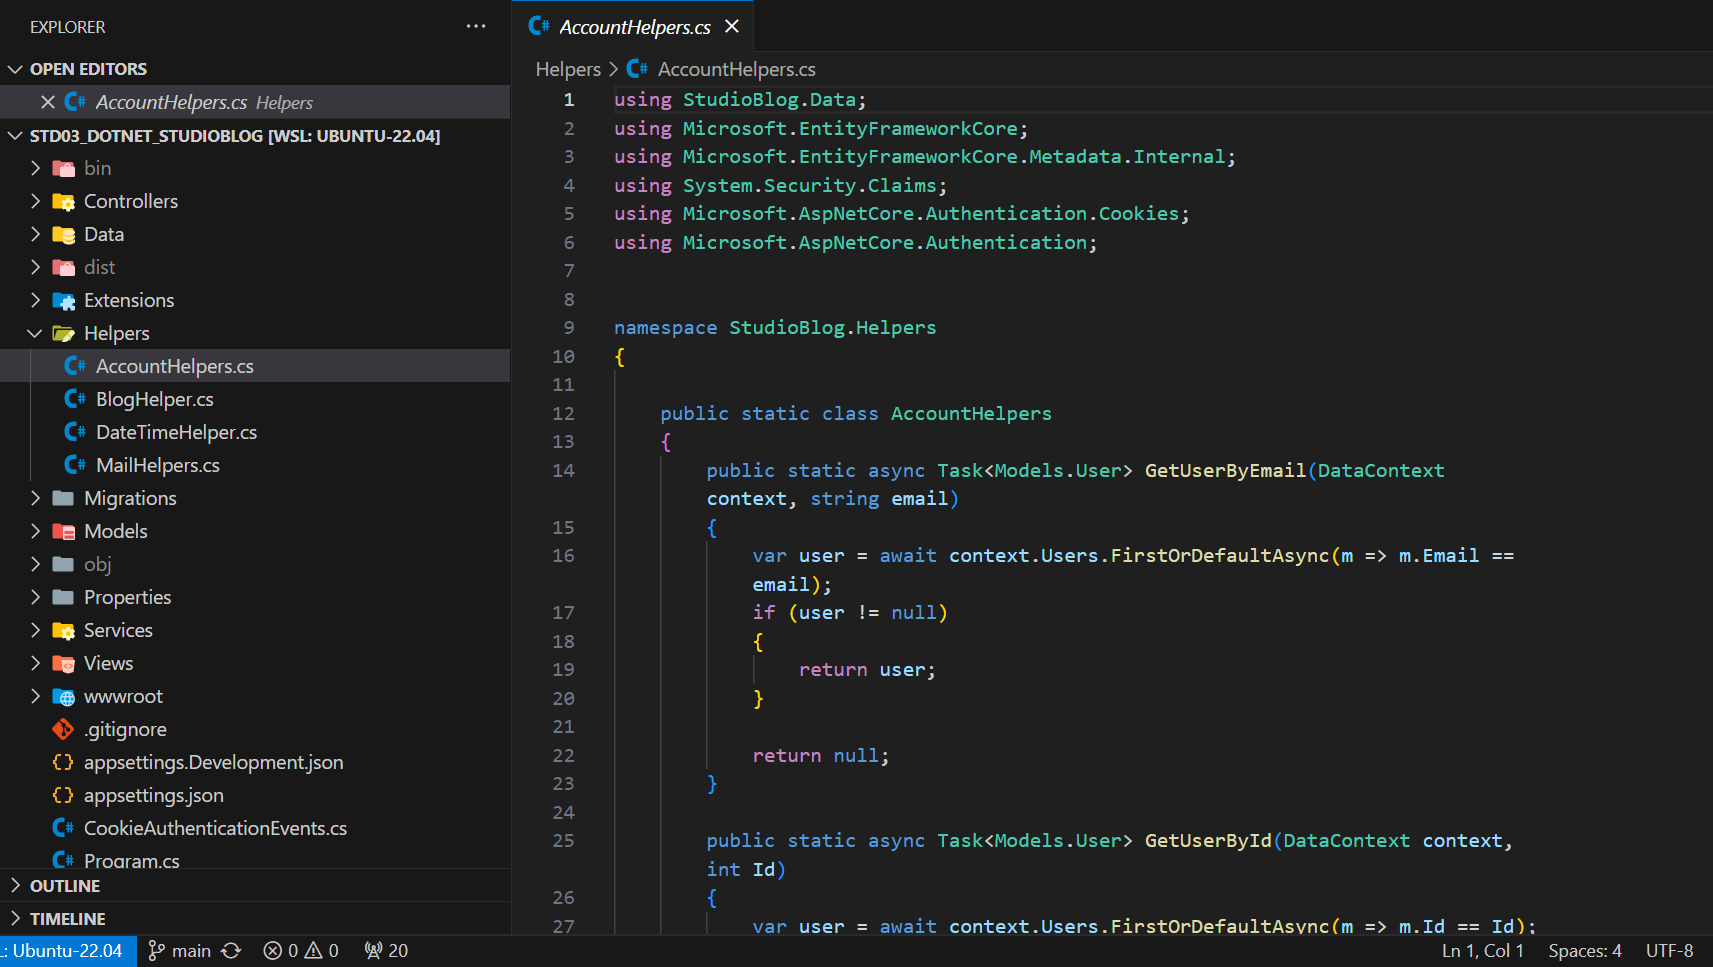 EXPLORER
OPEN EDITORS
AccountHelpers.cs Helpers
STD03_DOTNET_STUDIOBLOG [WSL: UBUNTU-22.04]
bin
Controllers
Data
dist
Extensions
Helpers
AccountHelpers.cs
BlogHelper.cs
DateTimeHelper.cs
MailHelpers.cs
Migrations
Models
obj
Properties
Services
Views
wwwroot
.gitignore
{} appsettings.Development.json
{} appsettings.json
CookieAuthenticationEvents.cs
Program.cs
OUTLINE
TIMELINE
AccountHelpers.cs
Helpers > AccountHelpers.cs
1 using StudioBlog.Data;
2 using Microsoft.EntityFrameworkCore;
3 using Microsoft.EntityFrameworkCore.Metadata.Internal;
4 using System.Security.Claims;
5 using Microsoft.AspNetCore.Authentication.Cookies;
6 using Microsoft.AspNetCore.Authentication;
7
8
9 namespace StudioBlog.Helpers
10 {
11
12 public static class AccountHelpers
13 {
14 public static async Task<Models.User> GetUserByEmail(DataContext
context, string email)
15 {
16 var user = await context.Users.FirstOrDefaultAsync(m => m.Email ==
email);
17 if (user != null)
18 {
19 return user;
20 }
21
22 return null;
23 }
24
25 public static async Task<Models.User> GetUserById(DataContext context,
int Id)
26 {
27 var user = await context.Users.FirstOrDefaultAsync(m => m.Id == Id);
L: Ubuntu-22.04 main 0 0 20 Ln 1, Col 1 Spaces: 4 UTF-8